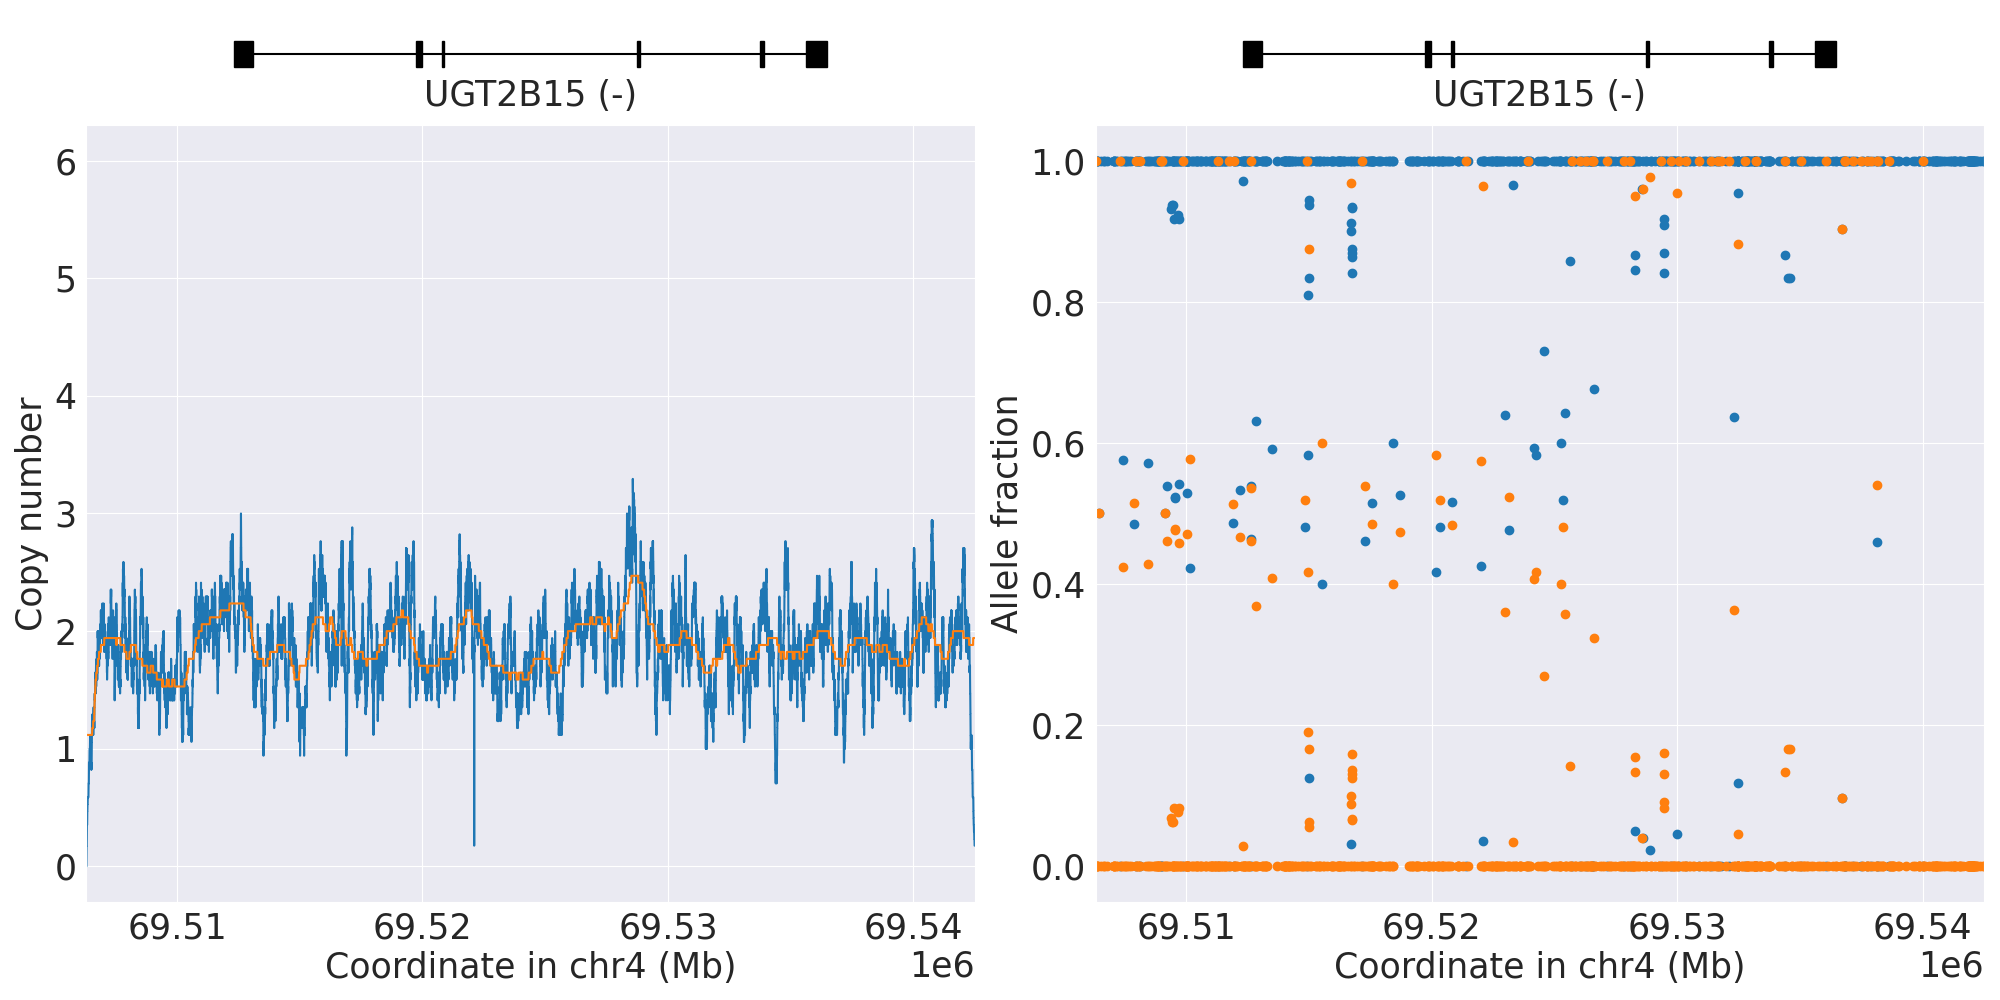 UGT2B15 (-)
6
5
4
3
2
1
0
Copy number
69.51 69.52 69.53 69.54
Coordinate in chr4 (Mb) 1e6
UGT2B15 (-)
1.0
0.8
0.6
0.4
0.2
0.0
Allele fraction
69.51 69.52 69.53 69.54
Coordinate in chr4 (Mb) 1e6